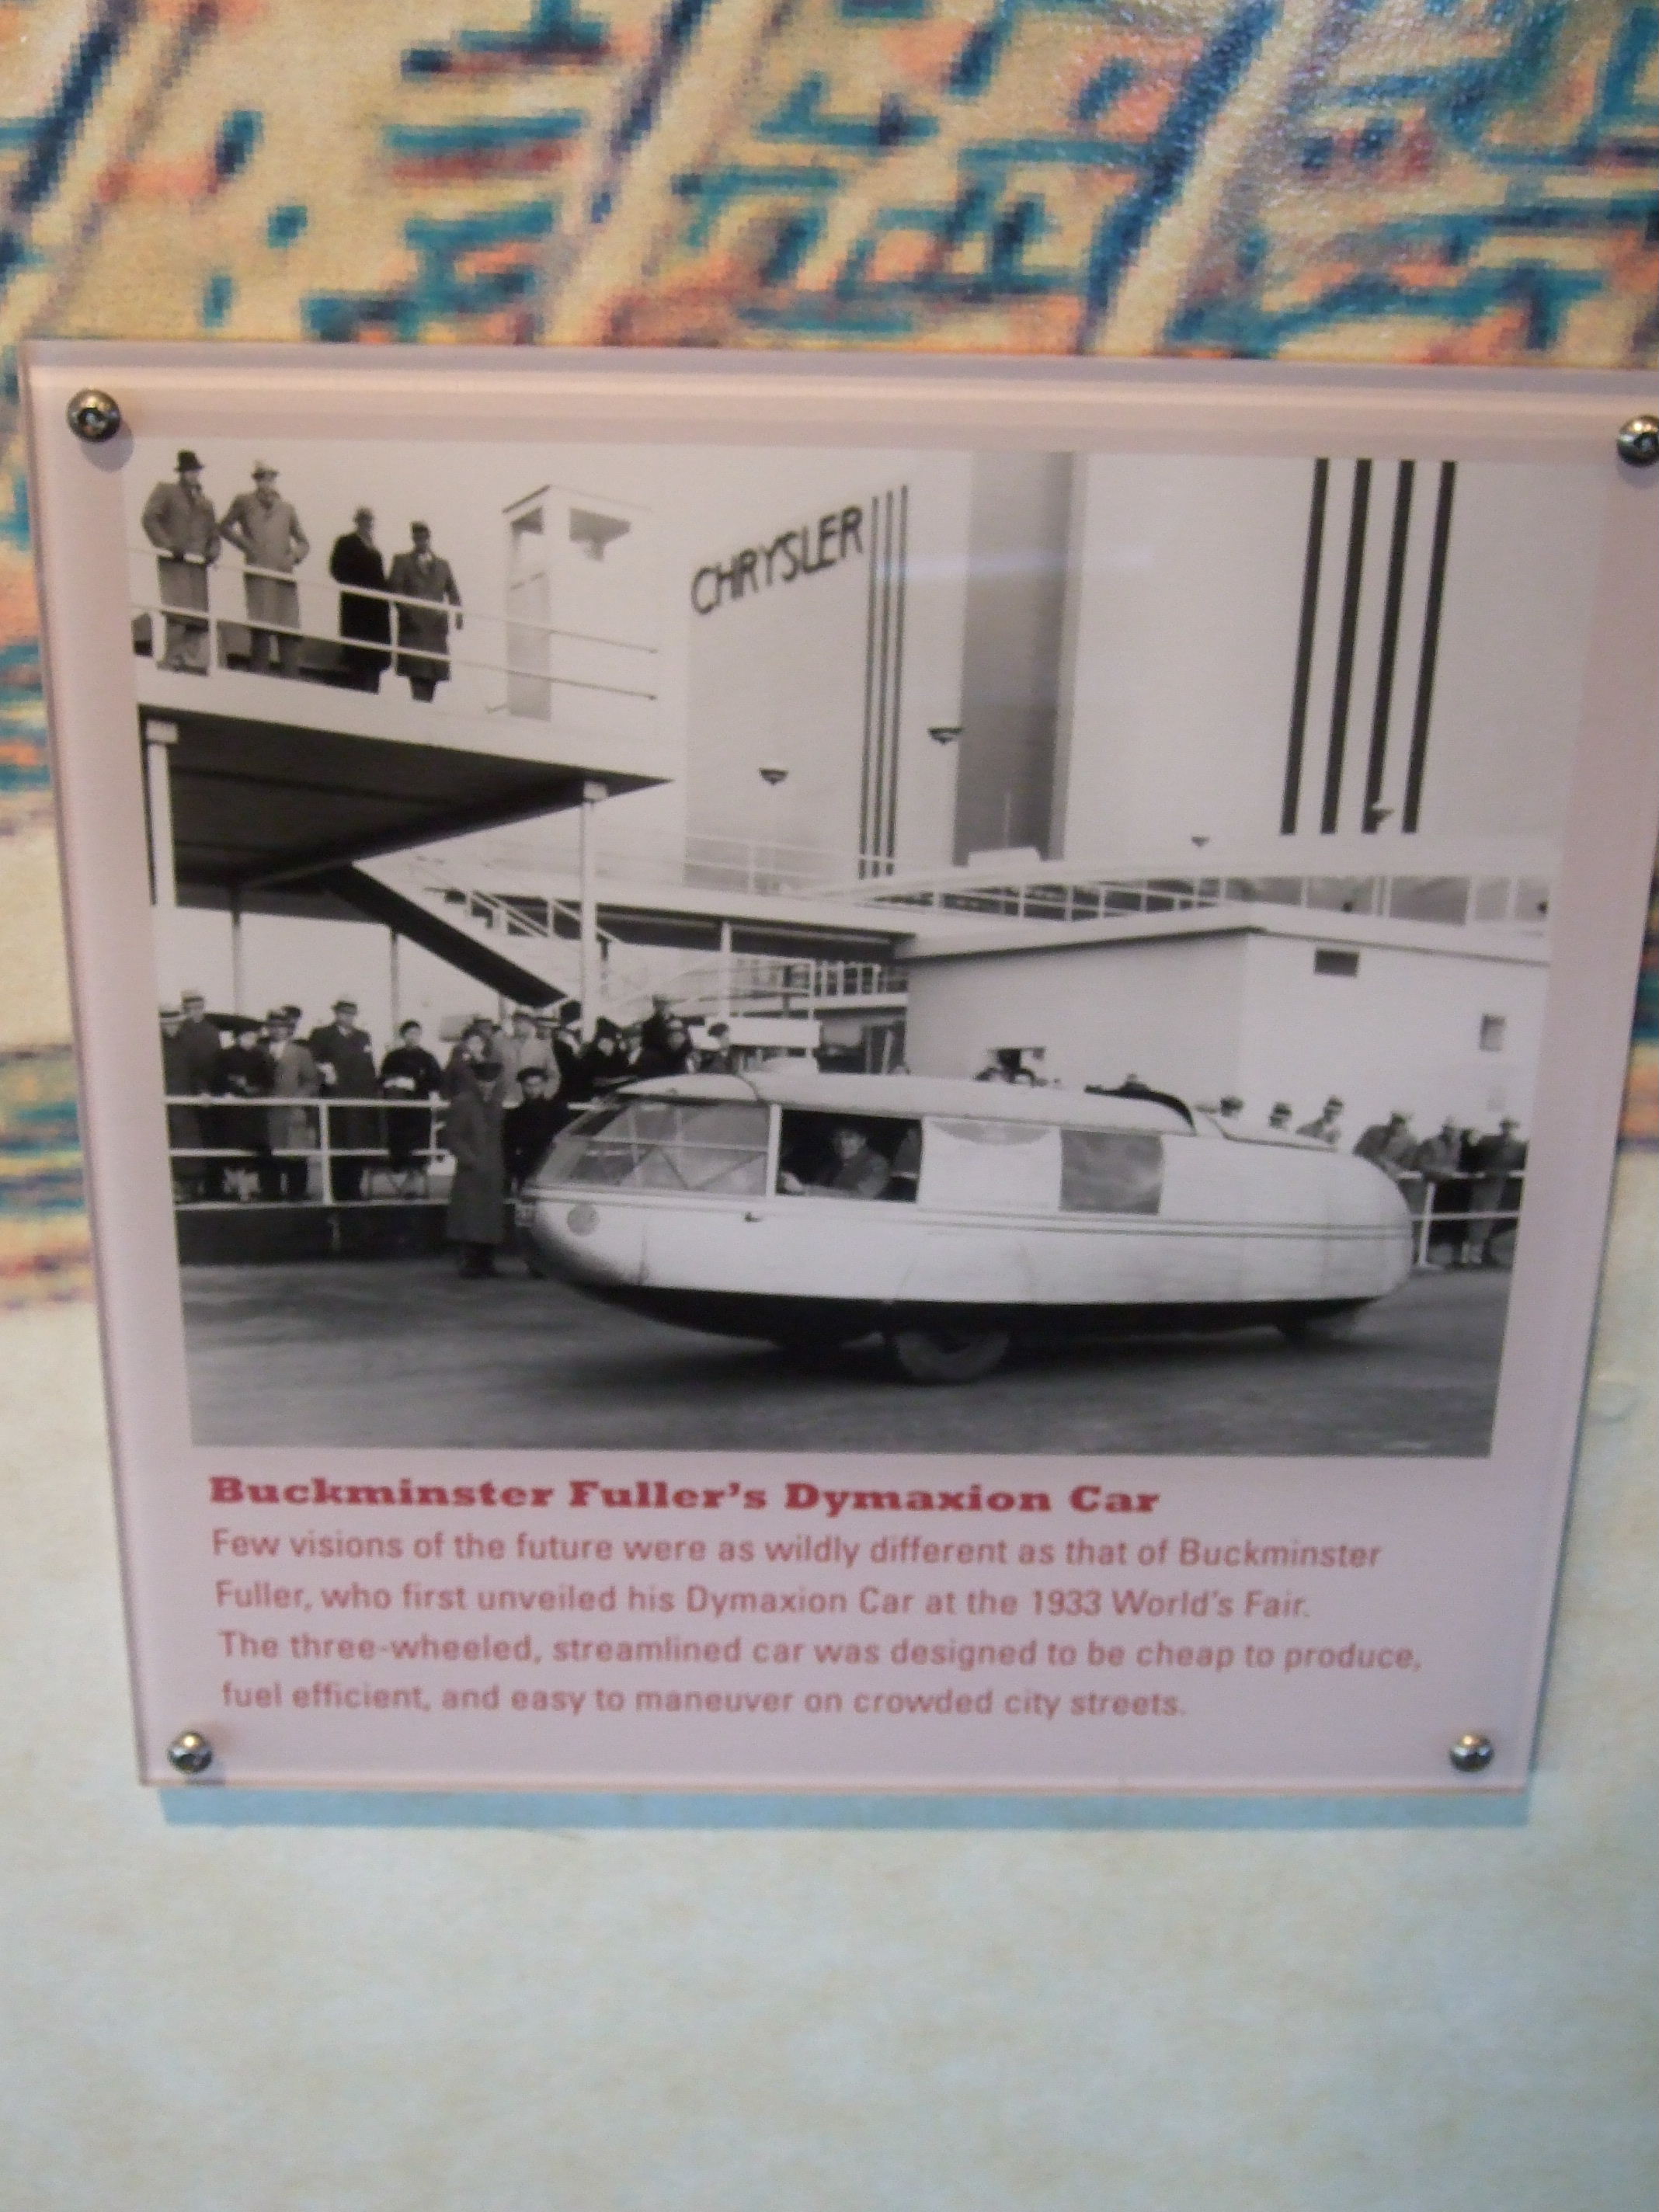 CHRYSLER
Buckminster Fuller's Dymaxion Car
Few visions of the future were as wildly different as that of Buckminster
Fuller, who first unveiled his Dymaxion Car at the 1933 World's Fair.
The three-wheeled, streamlined car was designed to be cheap to produce,
fuel efficient, and easy to maneuver on crowded city streets.